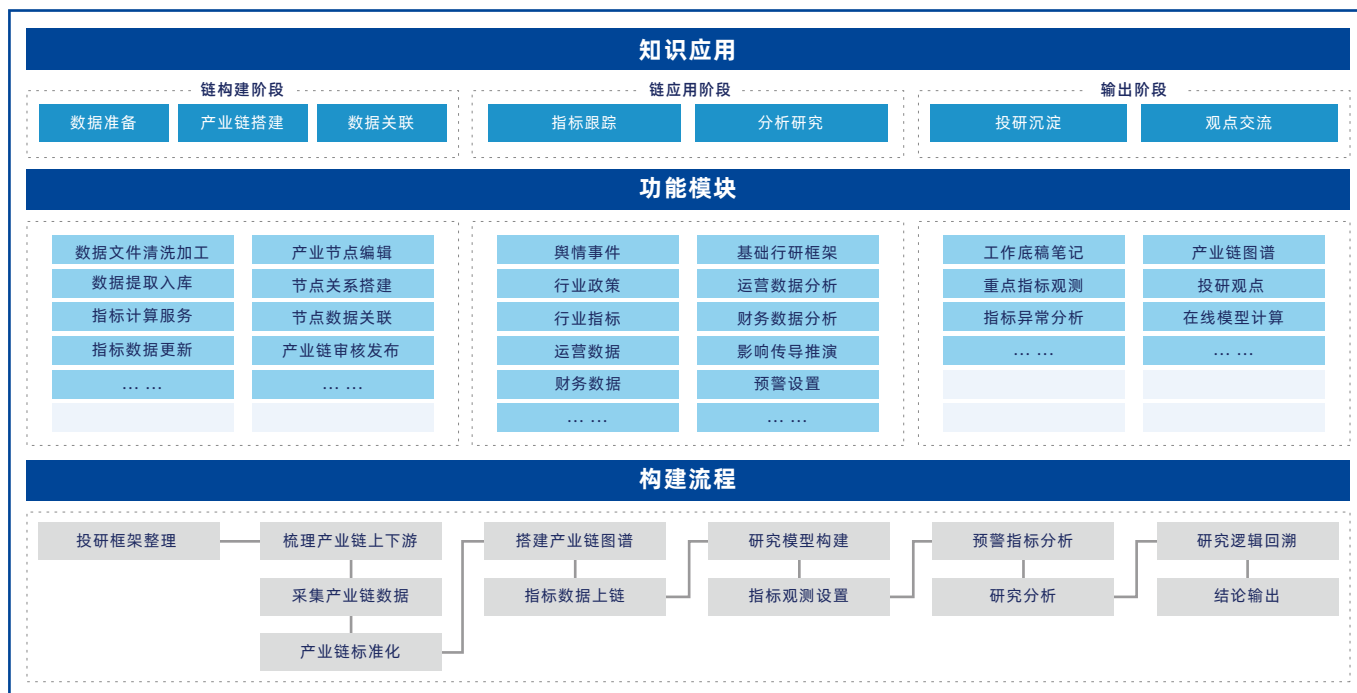 知识应用
链构建阶段
链应用阶段
输出阶段
数据准备
产业链搭建
数据关联
指标跟踪
分析研究
投研沉淀
观点交流
功能模块
数据文件清洗加工
产业节点编辑
数据提取入库
节点关系搭建
指标计算服务
节点数据关联
指标数据更新
产业链审核发布
... ...
... ...
舆情事件
基础行研框架
行业政策
运营数据分析
行业指标
财务数据分析
运营数据
影响传导推演
财务数据
预警设置
... ...
... ...
工作底稿笔记
产业链图谱
重点指标观测
投研观点
指标异常分析
在线模型计算
... ...
... ...
构建流程
投研框架整理
梳理产业链上下游
采集产业链数据
产业链标准化
搭建产业链图谱
指标数据上链
研究模型构建
指标观测设置
预警指标分析
研究分析
研究逻辑回溯
结论输出